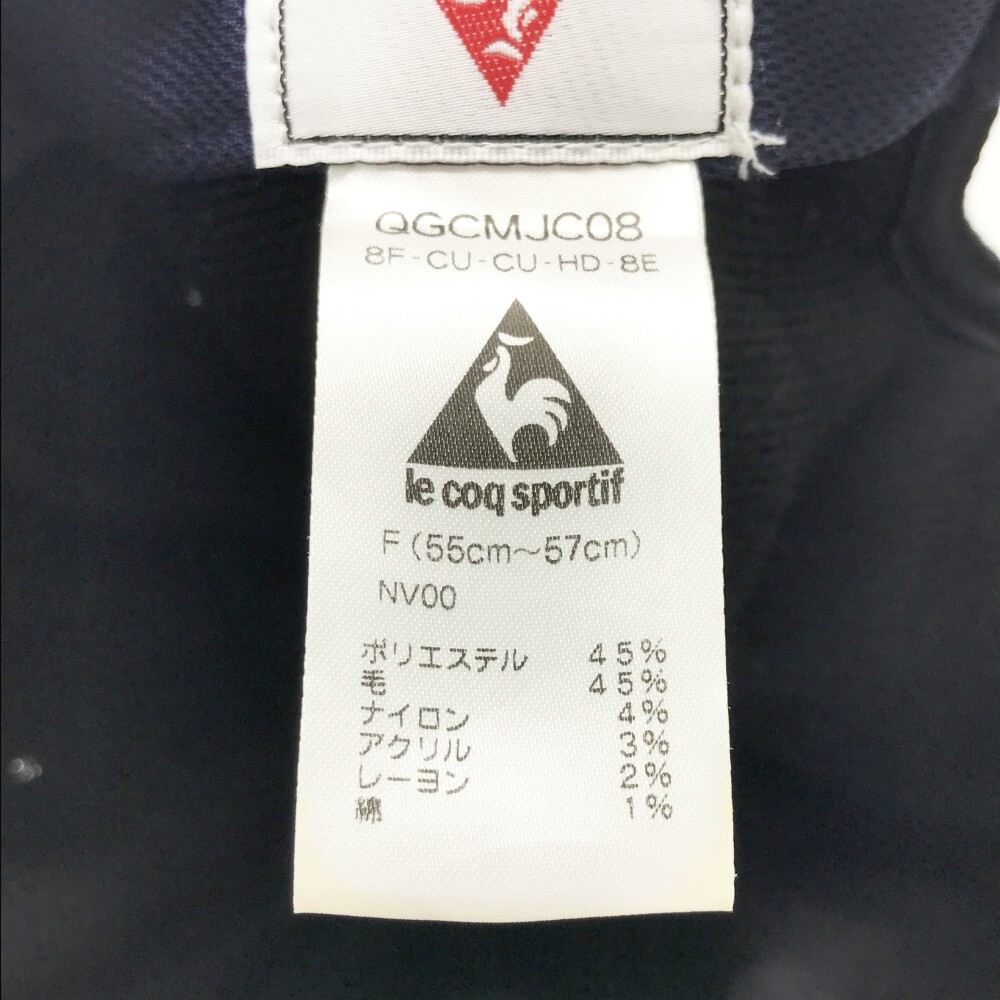 QGCMJC08
8F-CU-CU-HD-8E
le coq sportif
F(55cm～57cm)
NV00
ポリエステル 45%
毛 45%
ナイロン 4%
アクリル 3%
レーヨン 2%
綿 1%